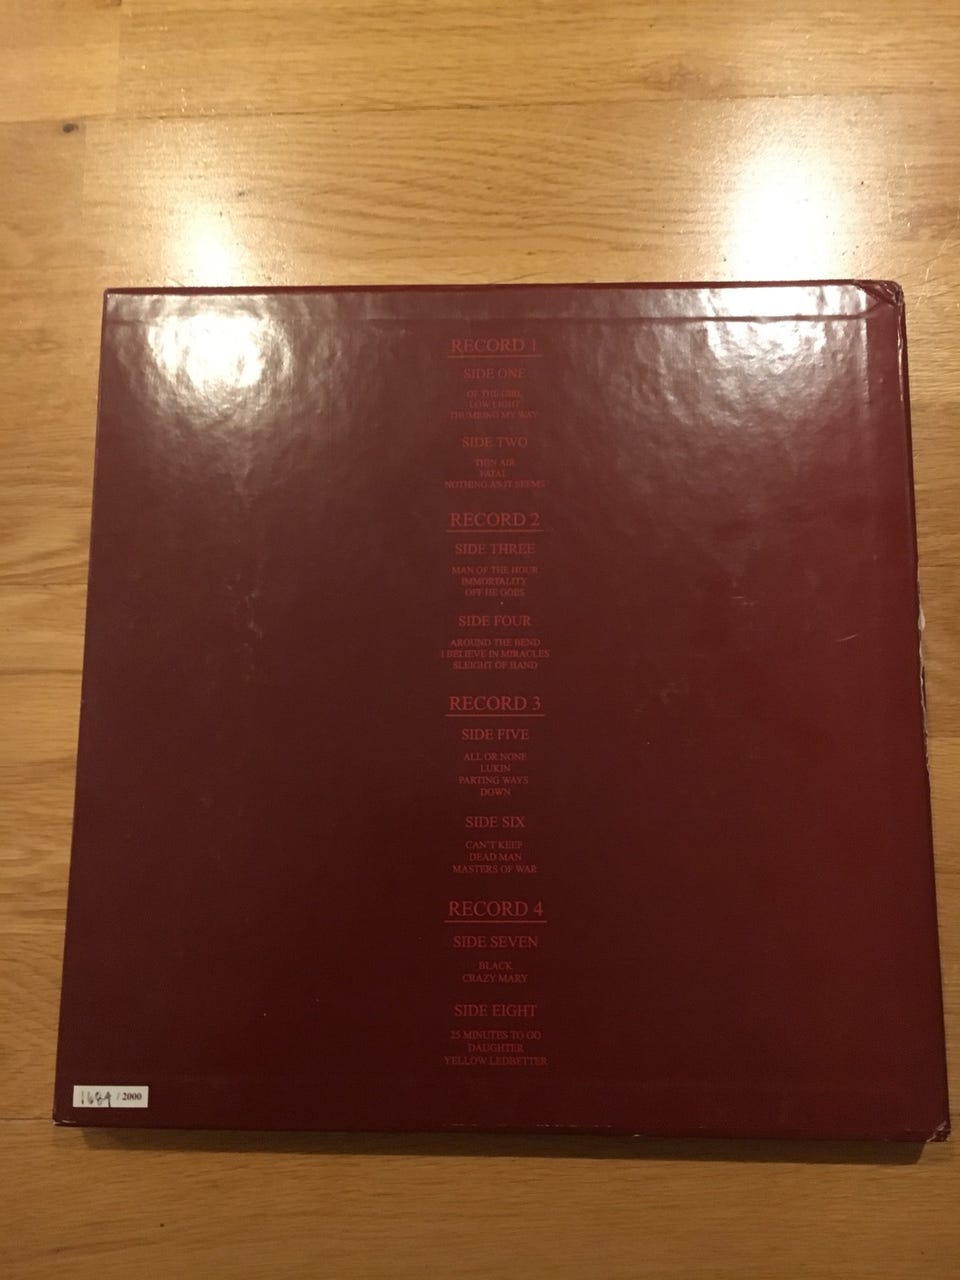 RECORD 1
SIDE ONE
OF THE GIRL
LOW LIGHT
THUMBING MY WAY
SIDE TWO
THIN AIR
FATAL
NOTHING AS IT SEEMS
RECORD 2
SIDE THREE
MAN OF THE HOUR
IMMORTALITY
OFF HE GOES
SIDE FOUR
AROUND THE BEND
I BELIEVE IN MIRACLES
SLEIGHT OF HAND
RECORD 3
SIDE FIVE
ALL OR NONE
LUKIN
PARTING WAYS
DOWN
SIDE SIX
CAN'T KEEP
DEAD MAN
MASTERS OF WAR
RECORD 4
SIDE SEVEN
BLACK
CRAZY MARY
SIDE EIGHT
25 MINUTES TO GO
DAUGHTER
YELLOW LEDBETTER
1684 / 2000